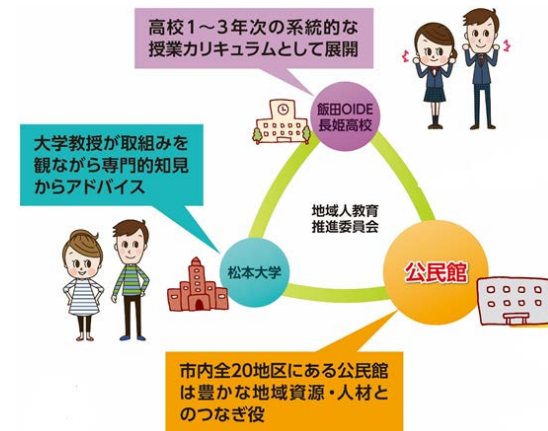 高校1～3年次の系統的な
授業カリキュラムとして展開
飯田OIDE
長姫高校
大学教授が取組みを
観ながら専門的知見
からアドバイス
地域人教育
推進委員会
松本大学
公民館
市内全20地区にある公民館
は豊かな地域資源・人材と
のつなぎ役